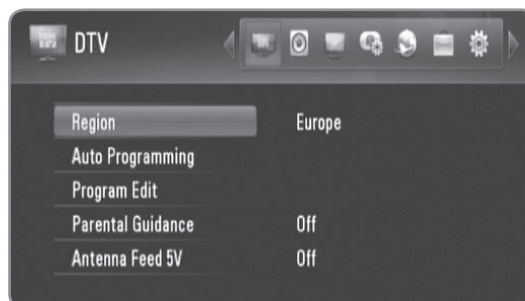 DTV
Region Europe
Auto Programming
Program Edit
Parental Guidance Off
Antenna Feed 5V Off